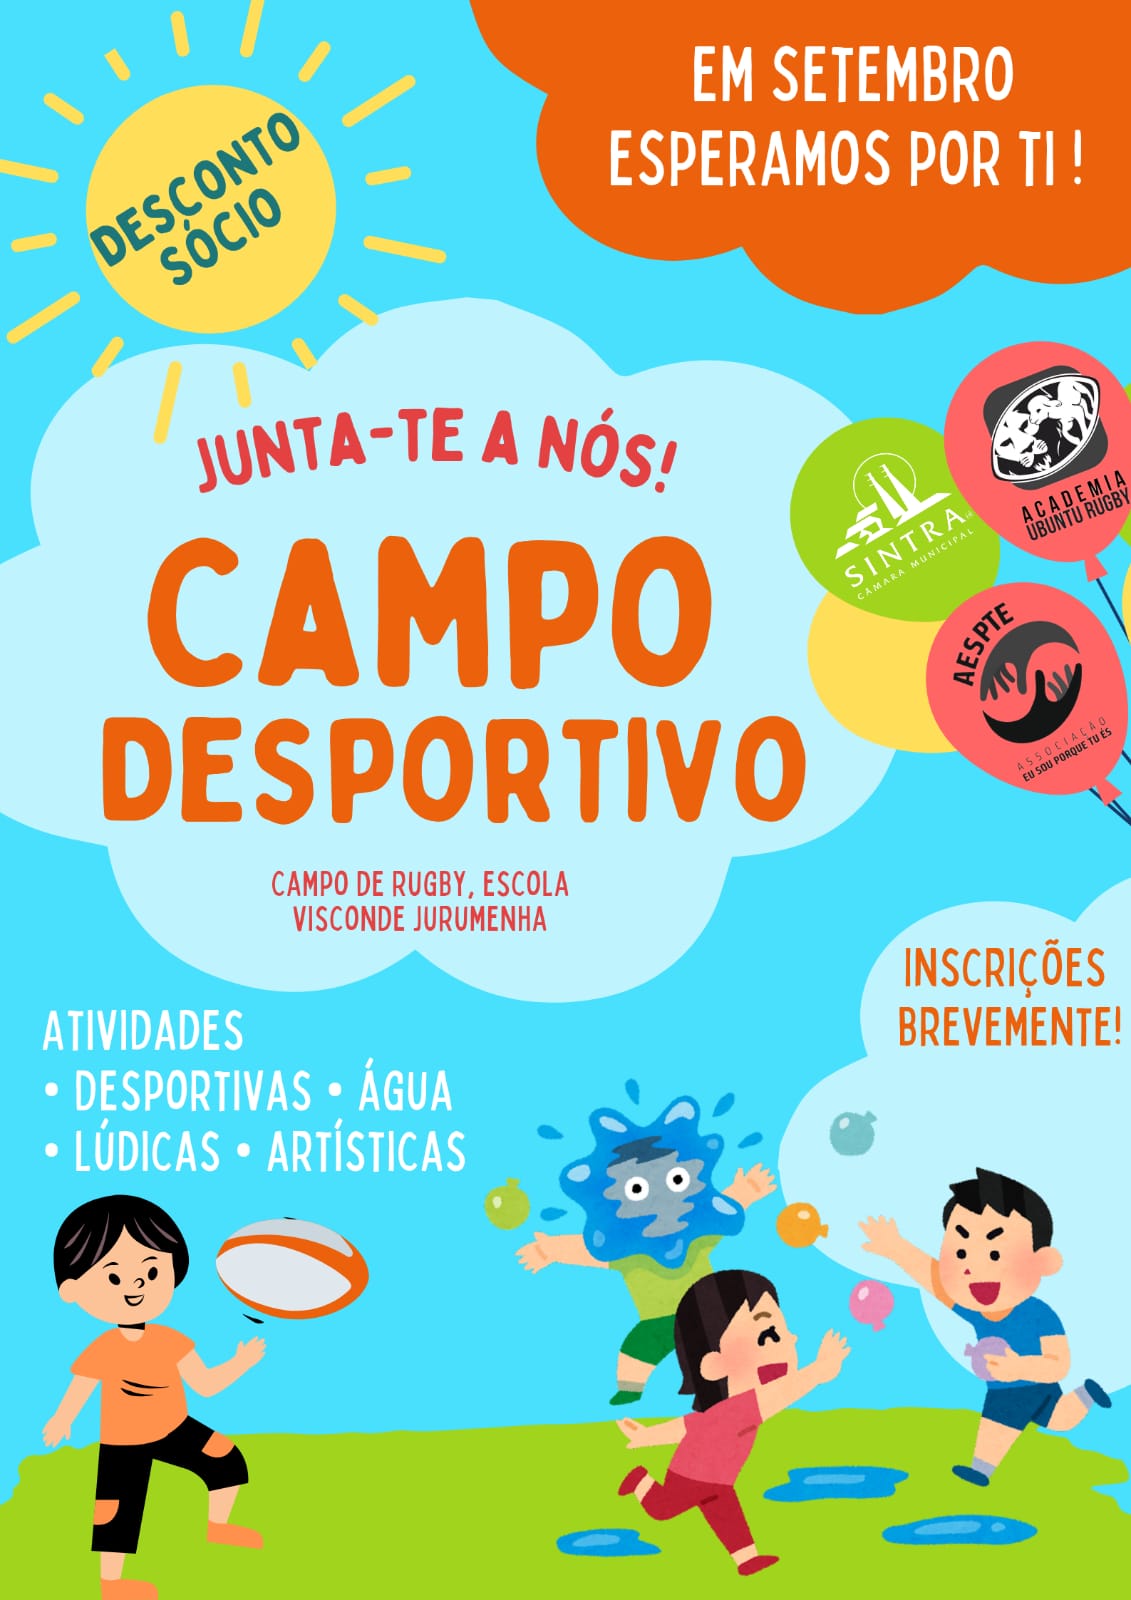 EM SETEMBRO
ESPERAMOS POR TI !
DESCONTO
SÓCIO
JUNTA-TE A NÓS!
CAMPO
DESPORTIVO
CAMPO DE RUGBY, ESCOLA
VISCONDE JURUMENHA
ACADEMIA
UBUNTU RUGBY
SINTRA
CÂMARA MUNICIPAL
AESPTE
ASSOCIAÇÃO
EU SOU PORQUE TU ÉS
INSCRIÇÕES
BREVEMENTE!
ATIVIDADES
• DESPORTIVAS • ÁGUA
• LÚDICAS • ARTÍSTICAS